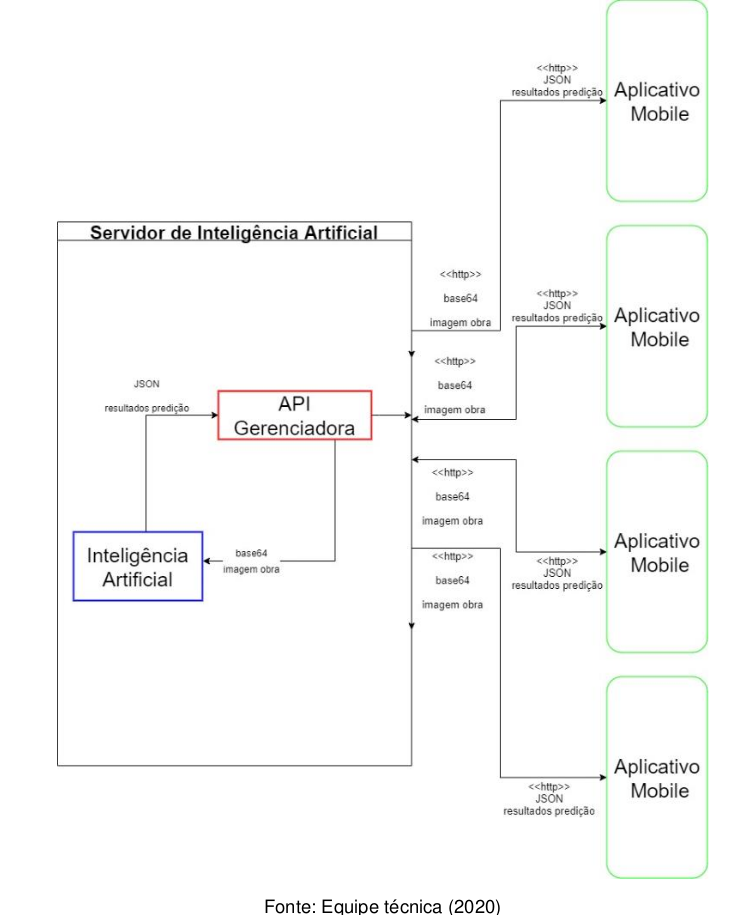 <<http>>
JSON
resultados predição
Aplicativo
Mobile
Servidor de Inteligência Artificial
<<http>>
base64
imagem obra
<<http>>
JSON
resultados predição
Aplicativo
Mobile
<<http>>
base64
imagem obra
JSON
resultados predição
API
Gerenciadora
<<http>>
base64
imagem obra
Inteligência
Artificial
base64
imagem obra
<<http>>
base64
imagem obra
<<http>>
JSON
resultados predição
Aplicativo
Mobile
<<http>>
JSON
resultados predição
Aplicativo
Mobile
Fonte: Equipe técnica (2020)